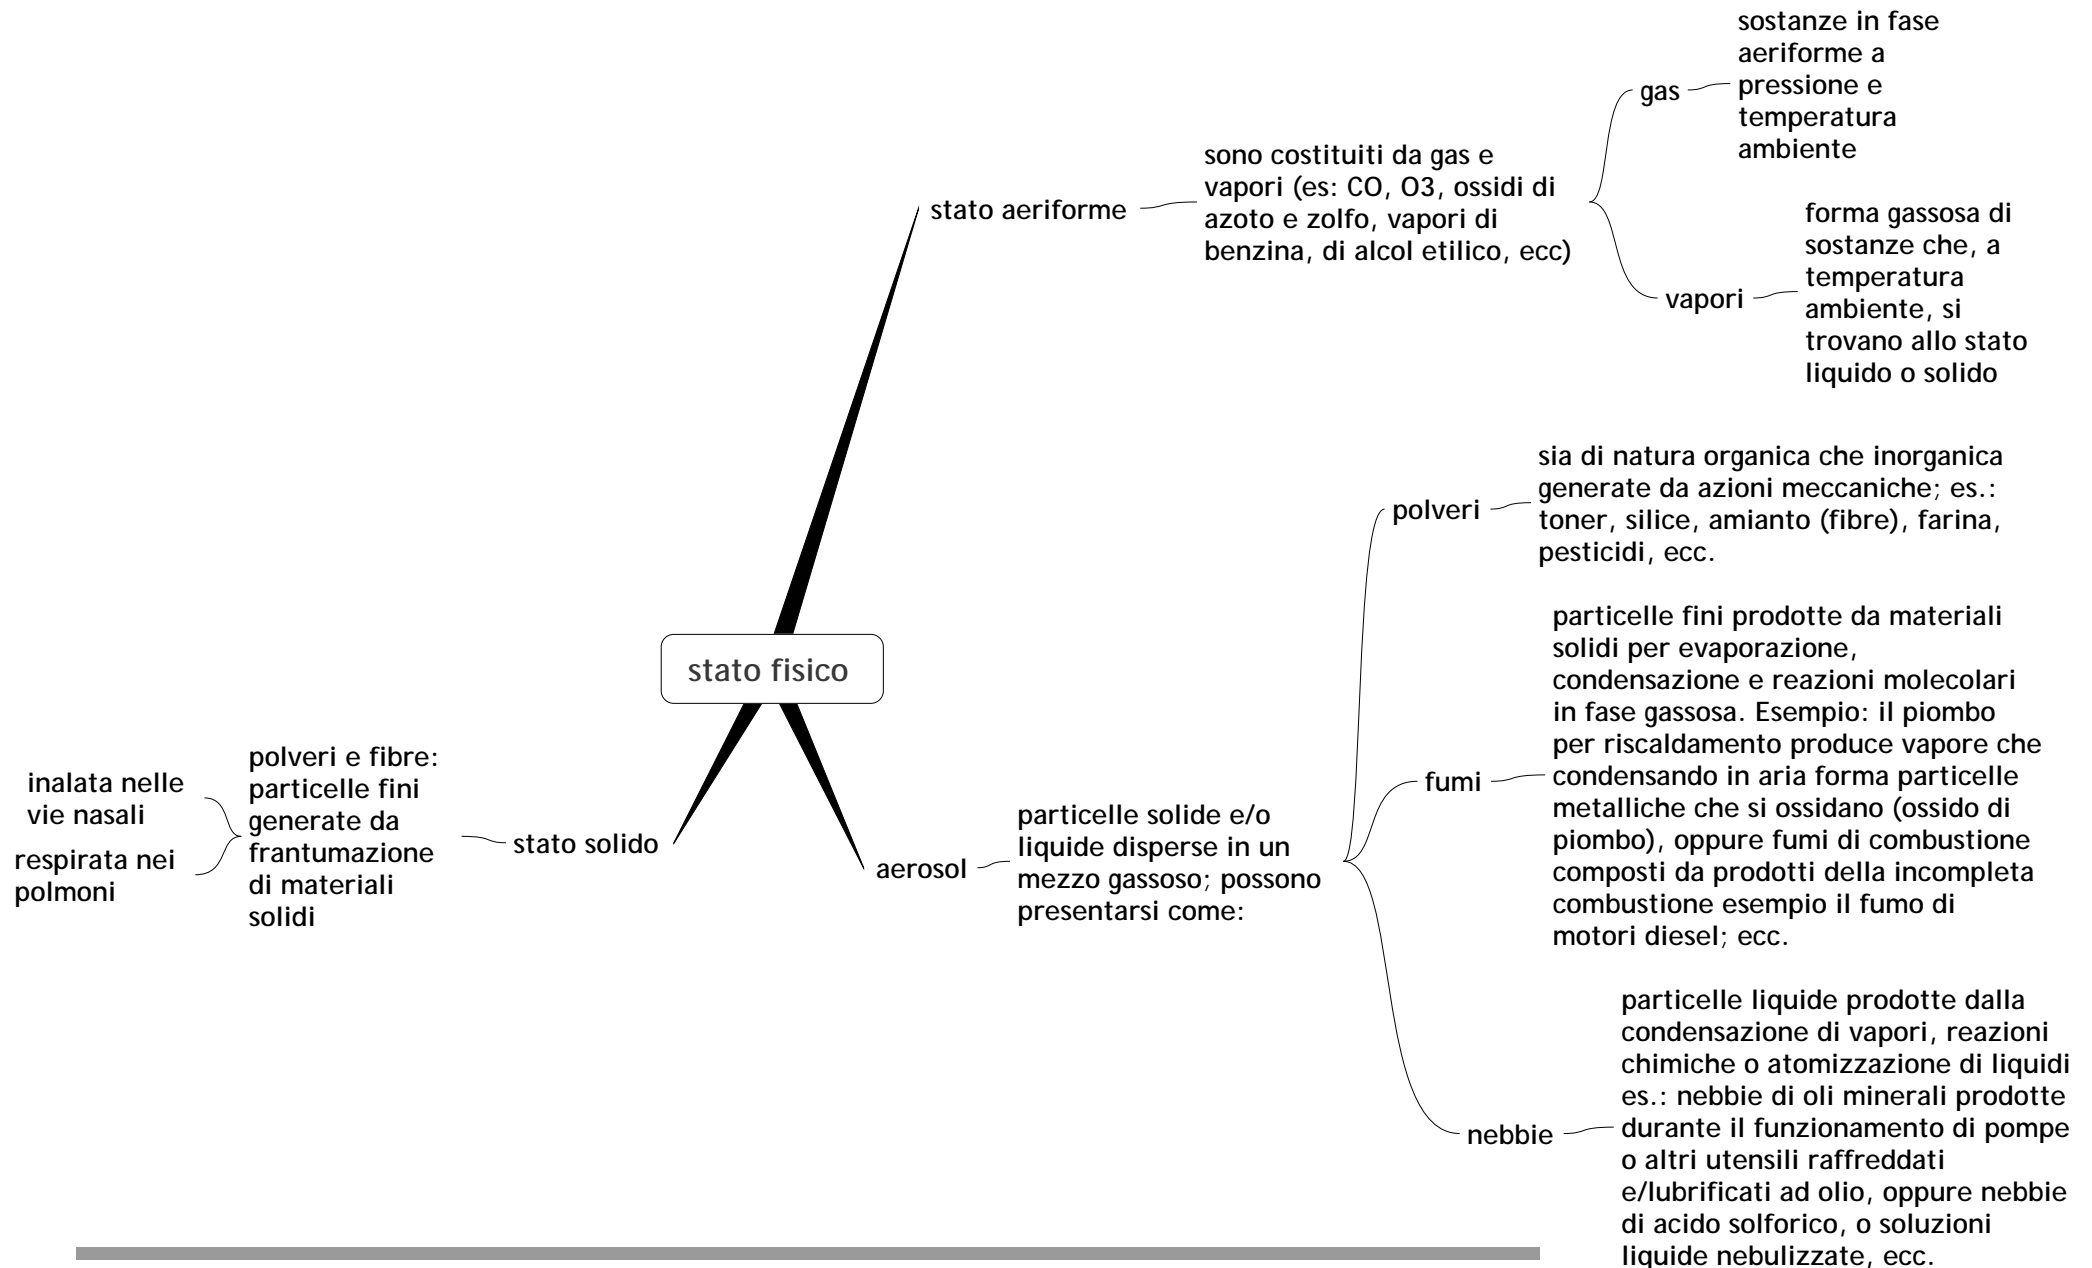 stato fisico
stato aeriforme
sono costituiti da gas e
vapori (es: CO, O3, ossidi di
azoto e zolfo, vapori di
benzina, di alcol etilico, ecc)
gas
sostanze in fase
aeriforme a
pressione e
temperatura
ambiente
vapori
forma gassosa di
sostanze che, a
temperatura
ambiente, si
trovano allo stato
liquido o solido
aerosol
particelle solide e/o
liquide disperse in un
mezzo gassoso; possono
presentarsi come:
polveri
sia di natura organica che inorganica
generate da azioni meccaniche; es.:
toner, silice, amianto (fibre), farina,
pesticidi, ecc.
fumi
particelle fini prodotte da materiali
solidi per evaporazione,
condensazione e reazioni molecolari
in fase gassosa. Esempio: il piombo
per riscaldamento produce vapore che
condensando in aria forma particelle
metalliche che si ossidano (ossido di
piombo), oppure fumi di combustione
composti da prodotti della incompleta
combustione esempio il fumo di
motori diesel; ecc.
nebbie
particelle liquide prodotte dalla
condensazione di vapori, reazioni
chimiche o atomizzazione di liquidi
es.: nebbie di oli minerali prodotte
durante il funzionamento di pompe
o altri utensili raffreddati
e/lubrificati ad olio, oppure nebbie
di acido solforico, o soluzioni
liquide nebulizzate, ecc.
stato solido
polveri e fibre:
particelle fini
generate da
frantumazione
di materiali
solidi
inalata nelle
vie nasali
respirata nei
polmoni